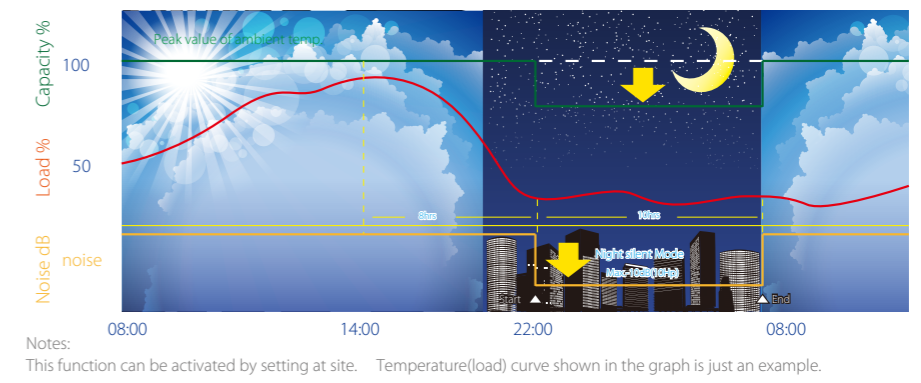 Capacity %
Load %
Noise dB
100
50
noise
Peak value of ambient temp.
8hrs
10hrs
Night silent Mode
Max-10dB(10Hp)
Start
End
08:00
14:00
22:00
08:00
Notes:
This function can be activated by setting at site. Temperature(load) curve shown in the graph is just an example.